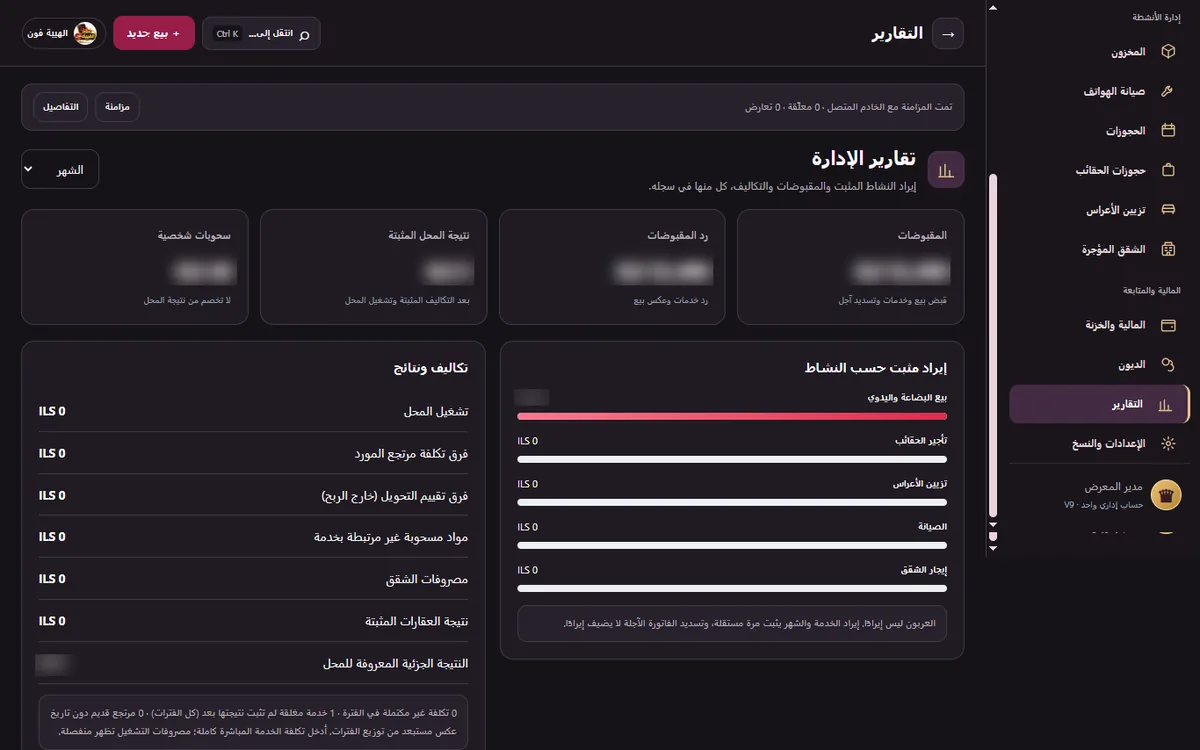 إدارة الأنشطة
المخزون
صيانة الهواتف
الحجوزات
حجوزات الحقائب
تزيين الأعراس
الشقق المؤجرة
المالية والمتابعة
المالية والخزنة
الديون
التقارير
الإعدادات والنسخ
مدير المعرض
حساب إداري واحد · V9
→ التقارير
انتقل إلى... Ctrl K
+ بيع جديد
الهيبة فون
تمت المزامنة مع الخادم المتصل · 0 معلّقة · 0 تعارض
مزامنة
التفاصيل
تقارير الإدارة
إيراد النشاط المثبت والمقبوضات والتكاليف، كل منها في سجله.
الشهر
المقبوضات
قبض بيع وخدمات وتسديد آجل
رد المقبوضات
رد خدمات وعكس بيع
نتيجة المحل المثبتة
بعد التكاليف المثبتة وتشغيل المحل
سحوبات شخصية
لا تخصم من نتيجة المحل
إيراد مثبت حسب النشاط
بيع البضاعة واليدوي
تأجير الحقائب ILS 0
تزيين الأعراس ILS 0
الصيانة ILS 0
إيجار الشقق ILS 0
العربون ليس إيرادًا. إيراد الخدمة والشهر يثبت مرة مستقلة، وتسديد الفاتورة الآجلة لا يضيف إيرادًا.
تكاليف ونتائج
تشغيل المحل ILS 0
فرق تكلفة مرتجع المورد ILS 0
فرق تقييم التحويل (خارج الربح) ILS 0
مواد مسحوبة غير مرتبطة بخدمة ILS 0
مصروفات الشقق ILS 0
نتيجة العقارات المثبتة ILS 0
النتيجة الجزئية المعروفة للمحل
0 تكلفة غير مكتملة في الفترة · 1 خدمة مغلقة لم تثبت نتيجتها بعد (كل الفترات) · 0 مرتجع قديم دون تاريخ
عكس مستبعد من توزيع الفترات. أدخل تكلفة الخدمة المباشرة كاملة؛ مصروفات التشغيل تظهر منفصلة.